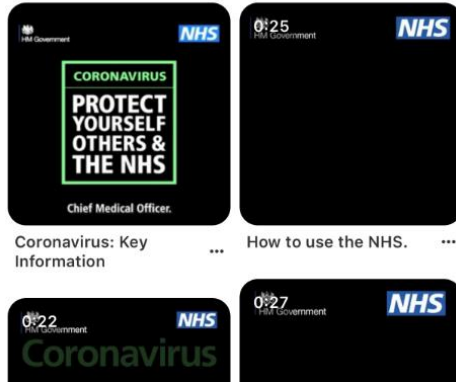 HM Government
NHS
CORONAVIRUS
PROTECT
YOURSELF
OTHERS &
THE NHS
Chief Medical Officer.
Coronavirus: Key
Information
...
0:25
HM Government
NHS
How to use the NHS.
...
0:22
HM Government
NHS
Coronavirus
0:27
HM Government
NHS